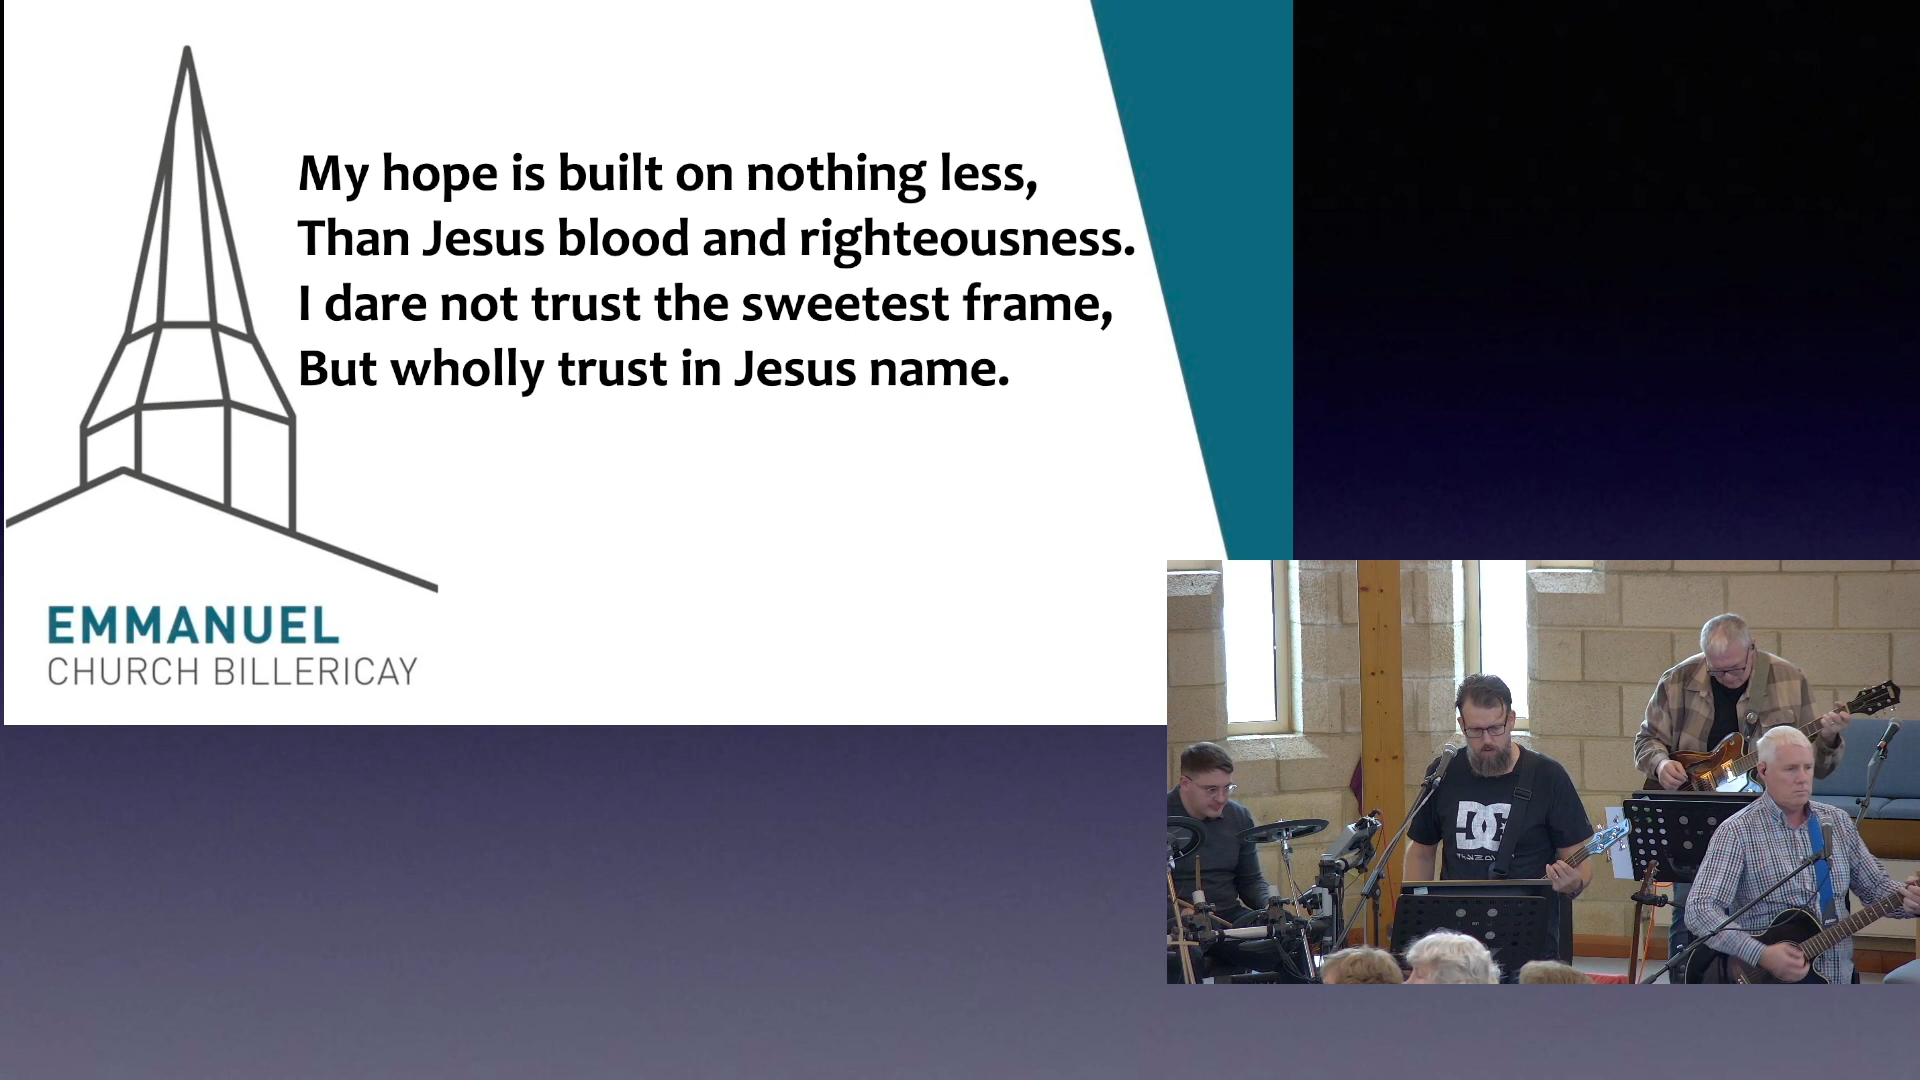 My hope is built on nothing less,
Than Jesus blood and righteousness.
I dare not trust the sweetest frame,
But wholly trust in Jesus name.
EMMANUEL
CHURCH BILLERICAY
DC